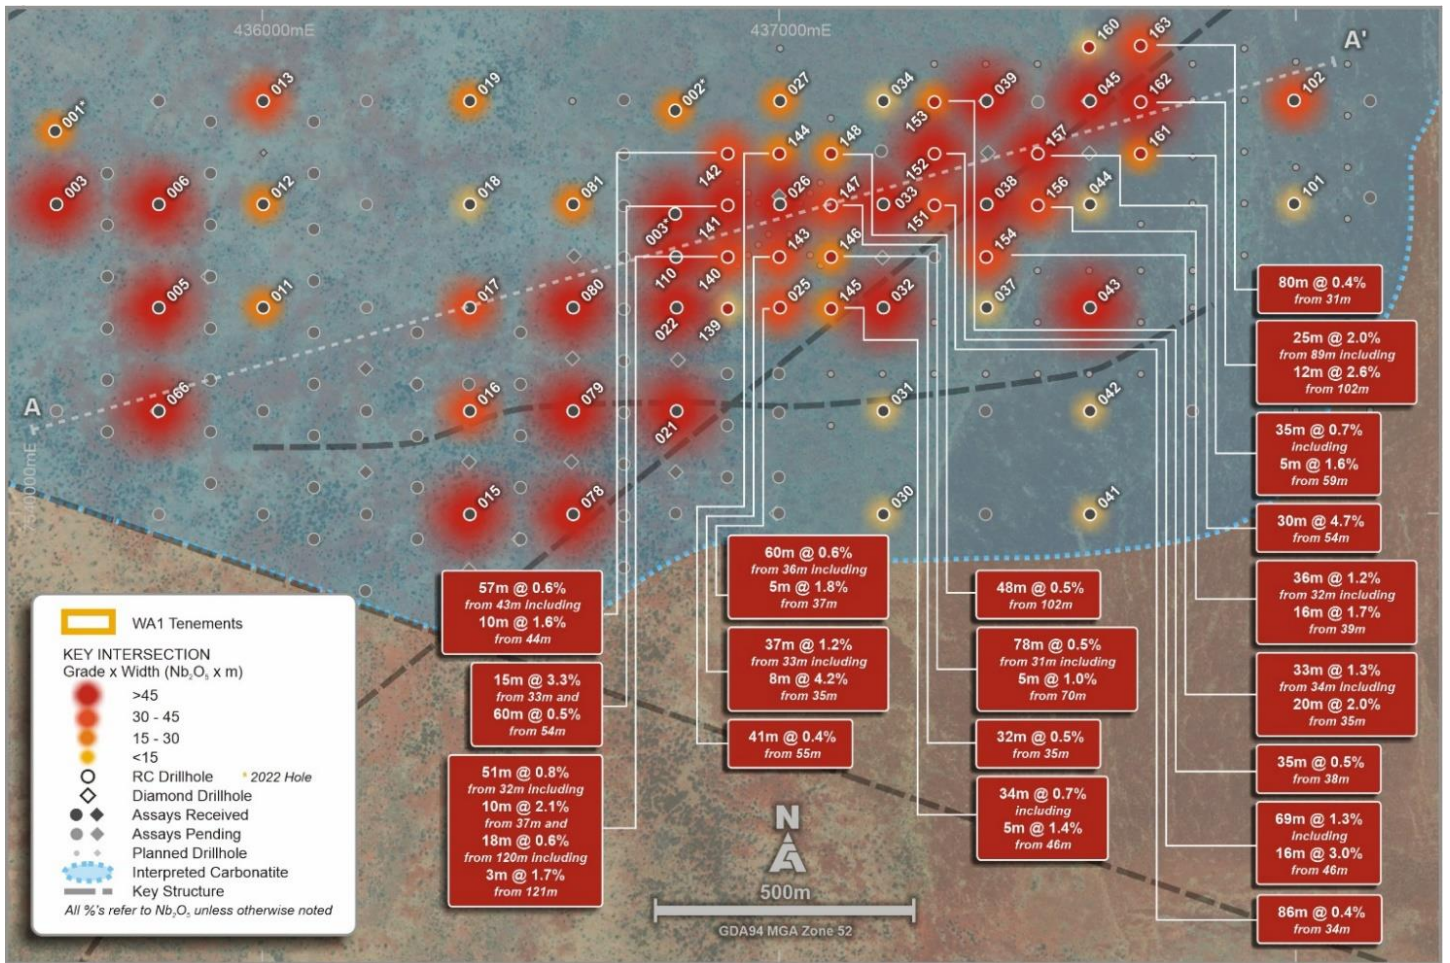 436000mE
437000mE
7540000mE
A
A'
160
163
013
019
002*
027
034
153
039
045
162
102
001*
144
148
157
161
142
152
003
006
012
018
081
026
147
033
038
156
044
101
003*
141
151
143
146
154
110
140
005
011
017
080
022
139
025
145
032
037
043
066
016
079
021
031
042
015
078
030
041
80m @ 0.4%
from 31m
25m @ 2.0%
from 89m including
12m @ 2.6%
from 102m
35m @ 0.7%
including
5m @ 1.6%
from 59m
30m @ 4.7%
from 54m
36m @ 1.2%
from 32m including
16m @ 1.7%
from 39m
33m @ 1.3%
from 34m including
20m @ 2.0%
from 35m
35m @ 0.5%
from 38m
69m @ 1.3%
including
16m @ 3.0%
from 46m
86m @ 0.4%
from 34m
57m @ 0.6%
from 43m including
10m @ 1.6%
from 44m
15m @ 3.3%
from 33m and
60m @ 0.5%
from 54m
51m @ 0.8%
from 32m including
10m @ 2.1%
from 37m and
18m @ 0.6%
from 120m including
3m @ 1.7%
from 121m
60m @ 0.6%
from 36m including
5m @ 1.8%
from 37m
37m @ 1.2%
from 33m including
8m @ 4.2%
from 35m
41m @ 0.4%
from 55m
48m @ 0.5%
from 102m
78m @ 0.5%
from 31m including
5m @ 1.0%
from 70m
32m @ 0.5%
from 35m
34m @ 0.7%
including
5m @ 1.4%
from 46m
WA1 Tenements
KEY INTERSECTION
Grade x Width (Nb₂O₅ x m)
>45
30 - 45
15 - 30
<15
RC Drillhole * 2022 Hole
Diamond Drillhole
Assays Received
Assays Pending
Planned Drillhole
Interpreted Carbonatite
Key Structure
All %'s refer to Nb₂O₅ unless otherwise noted
N
500m
GDA94 MGA Zone 52